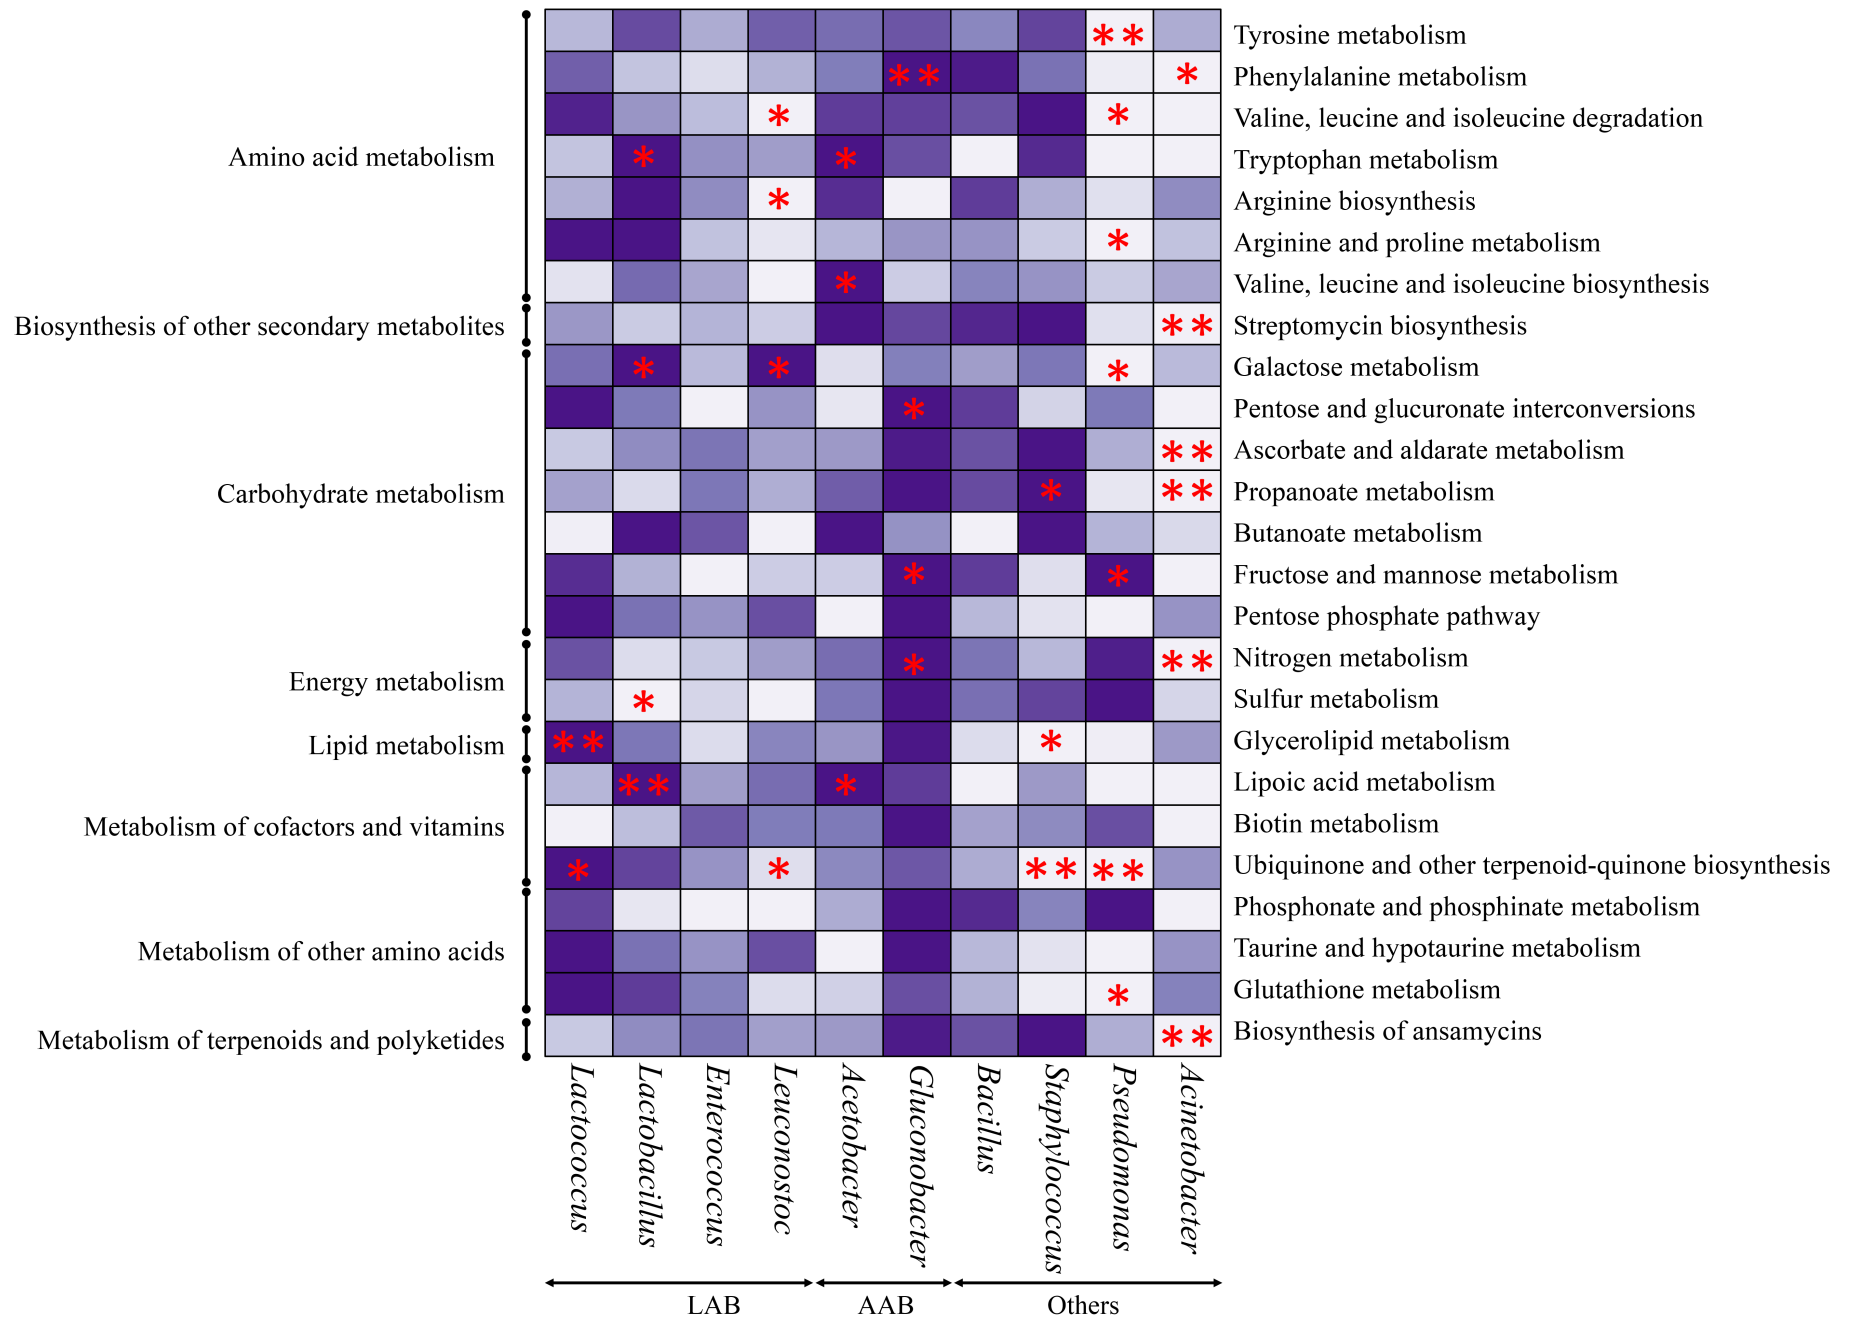 Tyrosine metabolism
Phenylalanine metabolism
Valine, leucine and isoleucine degradation
Amino acid metabolism
Tryptophan metabolism
Arginine biosynthesis
Arginine and proline metabolism
Valine, leucine and isoleucine biosynthesis
Biosynthesis of other secondary metabolites
Streptomycin biosynthesis
Galactose metabolism
Pentose and glucuronate interconversions
Ascorbate and aldarate metabolism
Carbohydrate metabolism
Propanoate metabolism
Butanoate metabolism
Fructose and mannose metabolism
Pentose phosphate pathway
Nitrogen metabolism
Energy metabolism
Sulfur metabolism
Lipid metabolism
Glycerolipid metabolism
Lipoic acid metabolism
Metabolism of cofactors and vitamins
Biotin metabolism
Ubiquinone and other terpenoid-quinone biosynthesis
Phosphonate and phosphinate metabolism
Metabolism of other amino acids
Taurine and hypotaurine metabolism
Glutathione metabolism
Metabolism of terpenoids and polyketides
Biosynthesis of ansamycins
Lactococcus
Lactobacillus
Enterococcus
Leuconostoc
Acetobacter
Gluconobacter
Bacillus
Staphylococcus
Pseudomonas
Acinetobacter
LAB
AAB
Others